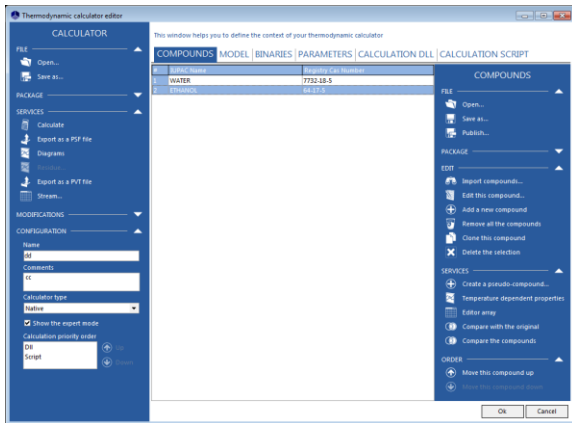 Thermodynamic calculator editor
CALCULATOR
FILE
Open...
Save as...
PACKAGE
SERVICES
Calculate
Export as a PSF file
Diagrams
Residue...
Export as a PVT file
Stream...
MODIFICATIONS
CONFIGURATION
Name
dd
Comments
cc
Calculator type
Native
Show the expert mode
Calculation priority order
Dll
Script
Up
Down
This window helps you to define the context of your thermodynamic calculator
COMPOUNDS MODEL BINARIES PARAMETERS CALCULATION DLL CALCULATION SCRIPT
# IUPAC Name Registry Cas Number
1 WATER 7732-18-5
2 ETHANOL 64-17-5
COMPOUNDS
FILE
Open...
Save as...
Publish...
PACKAGE
EDIT
Import compounds...
Edit this compound...
Add a new compound
Remove all the compounds
Clone this compound
Delete the selection
SERVICES
Create a pseudo-compound...
Temperature dependent properties
Editor array
Compare with the original
Compare the compounds
ORDER
Move this compound up
Move this compound down
Ok Cancel